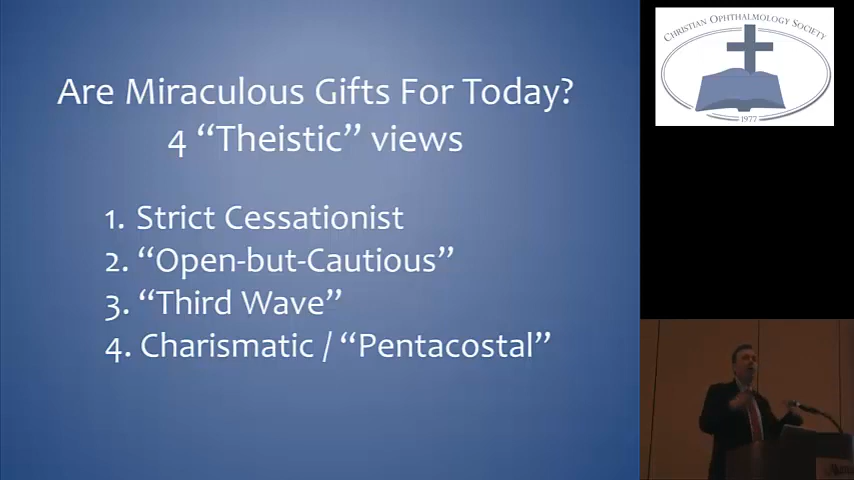 Are Miraculous Gifts For Today?
4 “Theistic” views
1. Strict Cessationist
2. “Open-but-Cautious”
3. “Third Wave”
4. Charismatic / “Pentacostal”
CHRISTIAN OPHTHALMOLOGY SOCIETY
1977